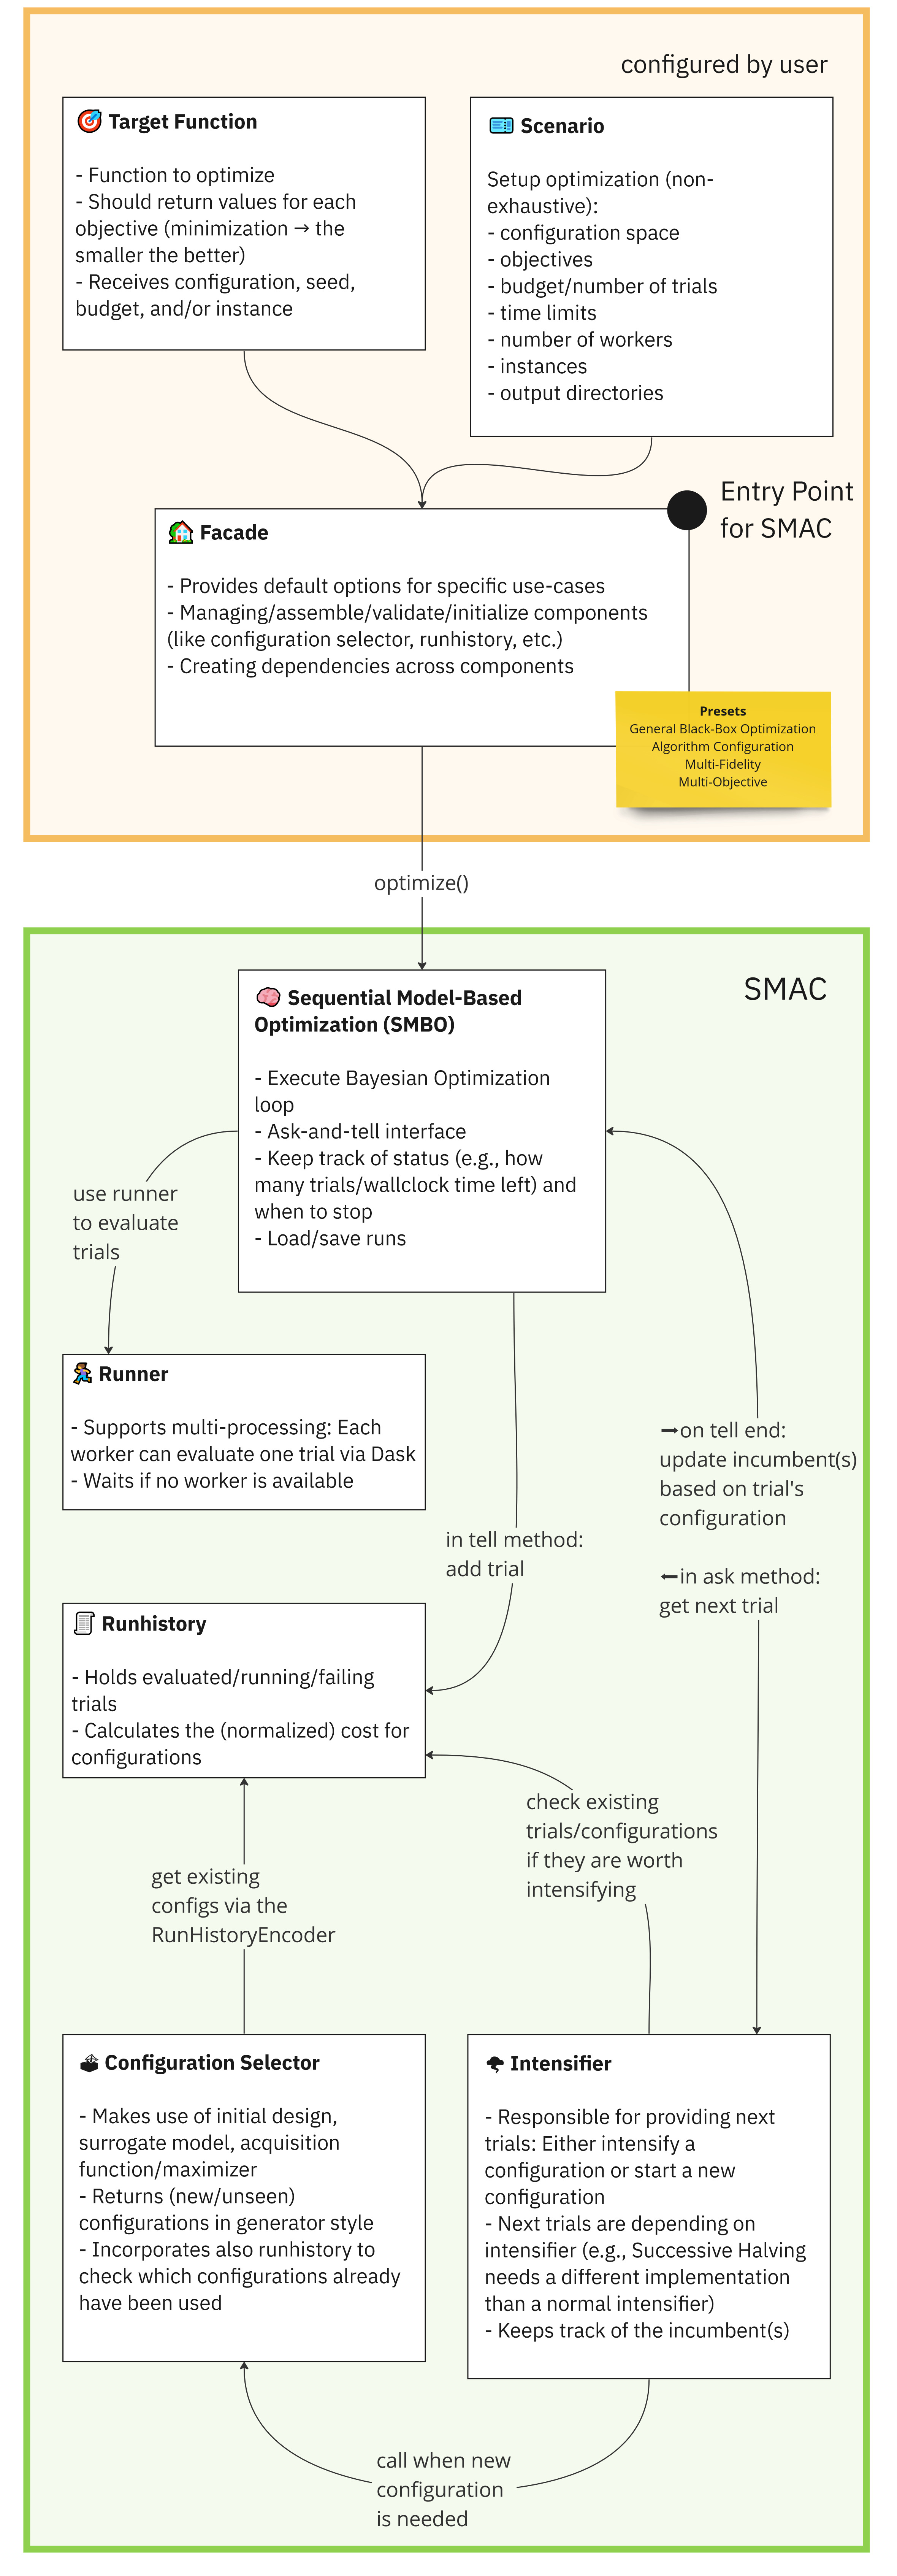 configured by user
Target Function
- Function to optimize
- Should return values for each
objective (minimization → the
smaller the better)
- Receives configuration, seed,
budget, and/or instance
Scenario
Setup optimization (non-
exhaustive):
- configuration space
- objectives
- budget/number of trials
- time limits
- number of workers
- instances
- output directories
Entry Point
for SMAC
Facade
- Provides default options for specific use-cases
- Managing/assemble/validate/initialize components
(like configuration selector, runhistory, etc.)
- Creating dependencies across components
Presets
General Black-Box Optimization
Algorithm Configuration
Multi-Fidelity
Multi-Objective
optimize()
SMAC
Sequential Model-Based
Optimization (SMBO)
- Execute Bayesian Optimization
loop
- Ask-and-tell interface
- Keep track of status (e.g., how
many trials/wallclock time left) and
when to stop
- Load/save runs
use runner
to evaluate
trials
Runner
- Supports multi-processing: Each
worker can evaluate one trial via Dask
- Waits if no worker is available
→on tell end:
update incumbent(s)
based on trial's
configuration
←in ask method:
get next trial
in tell method:
add trial
Runhistory
- Holds evaluated/running/failing
trials
- Calculates the (normalized) cost for
configurations
check existing
trials/configurations
if they are worth
intensifying
get existing
configs via the
RunHistoryEncoder
Configuration Selector
- Makes use of initial design,
surrogate model, acquisition
function/maximizer
- Returns (new/unseen)
configurations in generator style
- Incorporates also runhistory to
check which configurations already
have been used
Intensifier
- Responsible for providing next
trials: Either intensify a
configuration or start a new
configuration
- Next trials are depending on
intensifier (e.g., Successive Halving
needs a different implementation
than a normal intensifier)
- Keeps track of the incumbent(s)
call when new
configuration
is needed